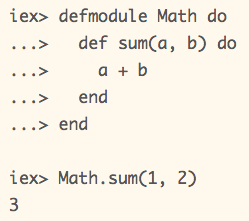 iex> defmodule Math do
...>   def sum(a, b) do
...>     a + b
...>   end
...> end

iex> Math.sum(1, 2)
3